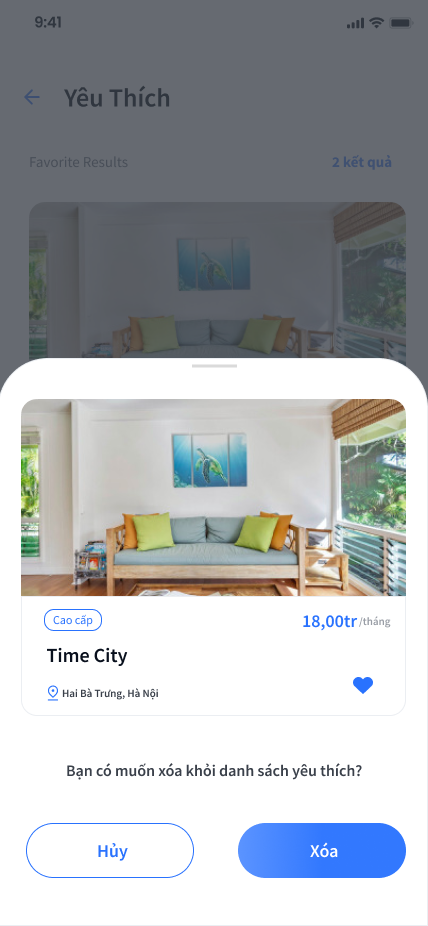 9:41
Yêu Thích
Favorite Results
2 kết quả
Cao cấp
18,00tr/tháng
Time City
Hai Bà Trưng, Hà Nội
Bạn có muốn xóa khỏi danh sách yêu thích?
Hủy
Xóa